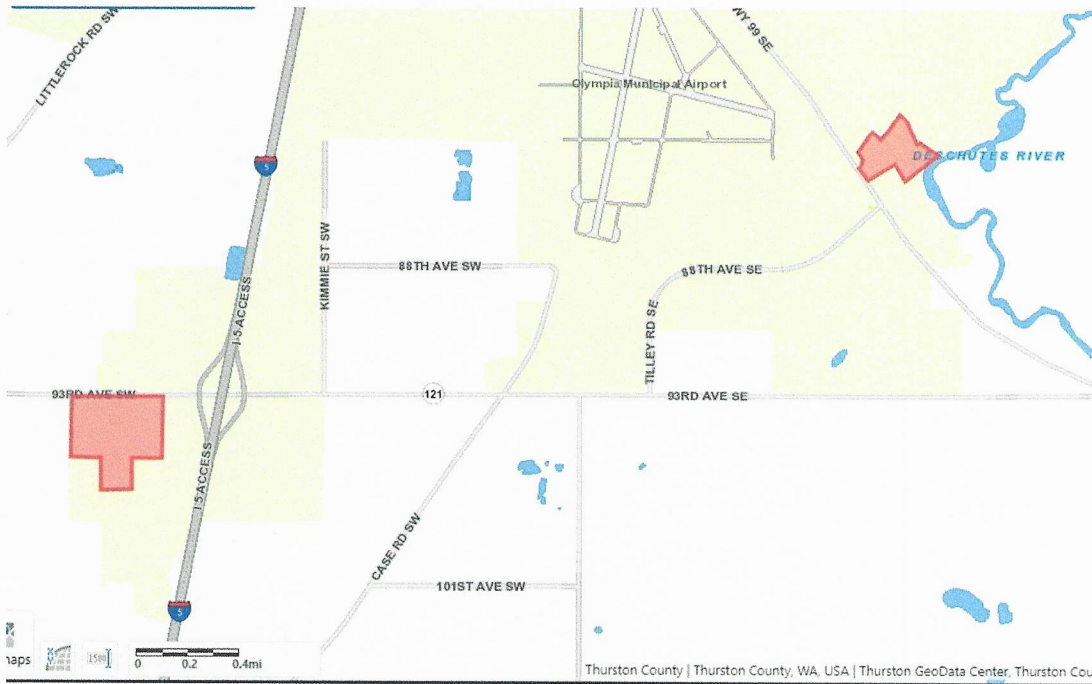 LITTLEROCK RD SW
WY 99 SE
Olympia Municipal Airport
5
DESCHUTES RIVER
KIMMIE ST SW
88TH AVE SW
88TH AVE SE
I-5 ACCESS
TILLEY RD SE
93RD AVE SW
121
93RD AVE SE
I-5 ACCESS
CASE RD SW
101ST AVE SW
5
naps
0 0.2 0.4mi
Thurston County | Thurston County, WA, USA | Thurston GeoData Center, Thurston Cou